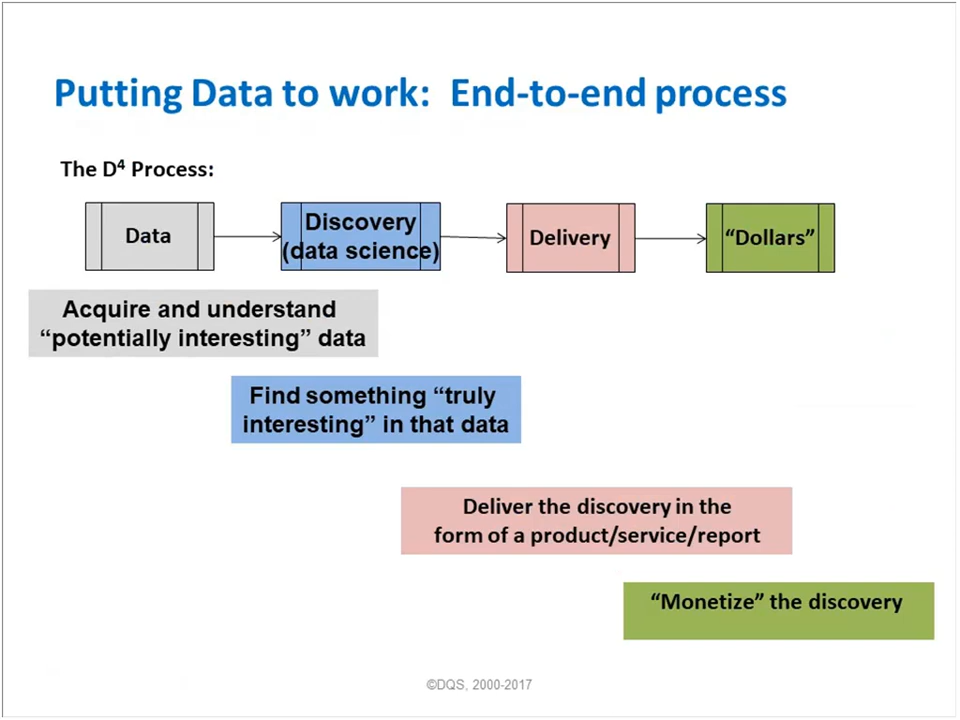 Putting Data to work:  End-to-end process
The D⁴ Process:
Data
Discovery
(data science)
Delivery
“Dollars”
Acquire and understand
“potentially interesting” data
Find something “truly
interesting” in that data
Deliver the discovery in the
form of a product/service/report
“Monetize” the discovery
©DQS, 2000-2017